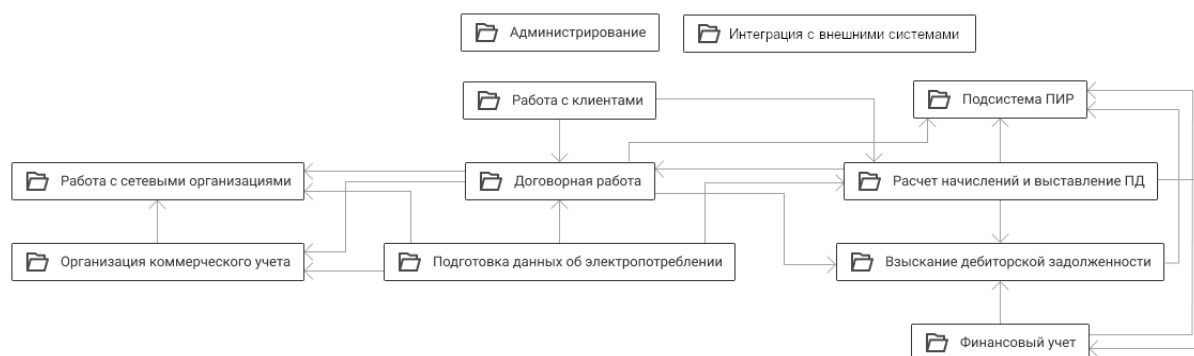 Администрирование
Интеграция с внешними системами
Работа с клиентами
Подсистема ПИР
Работа с сетевыми организациями
Договорная работа
Расчет начислений и выставление ПД
Организация коммерческого учета
Подготовка данных об электропотреблении
Взыскание дебиторской задолженности
Финансовый учет